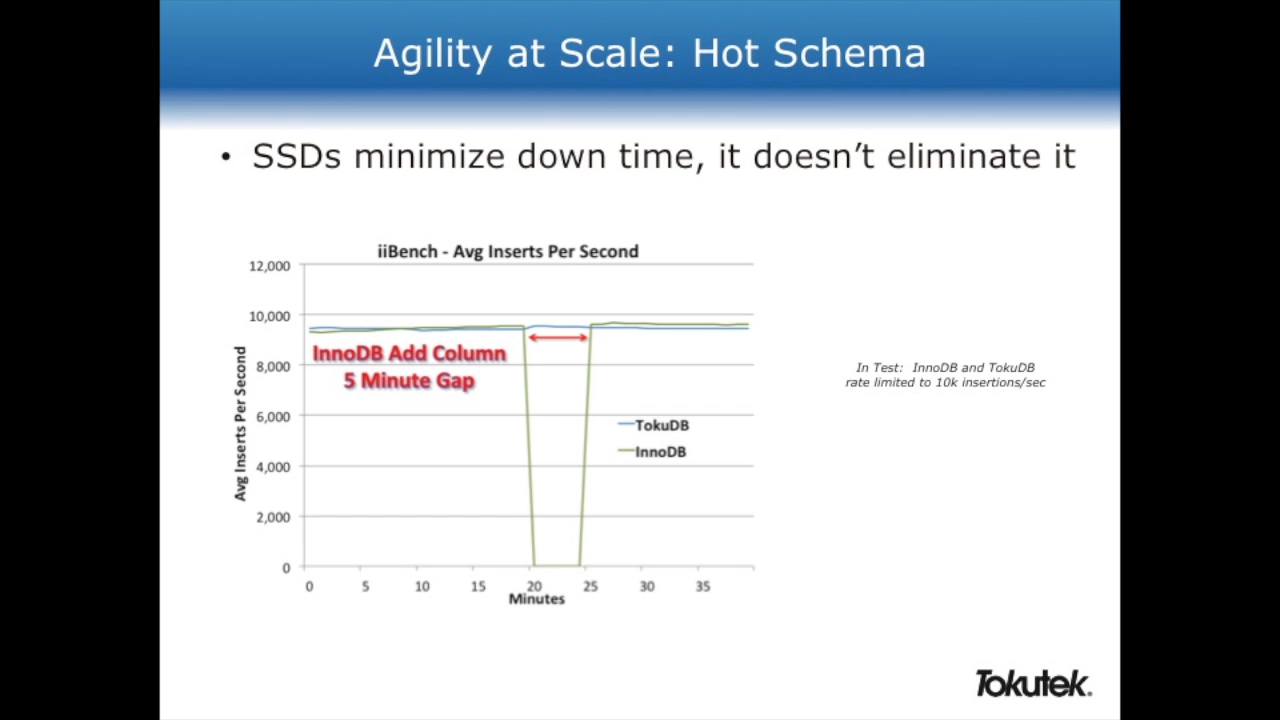 Agility at Scale: Hot Schema
• SSDs minimize down time, it doesn’t eliminate it
iiBench - Avg Inserts Per Second
Avg Inserts Per Second
12,000
10,000
8,000
6,000
4,000
2,000
0
InnoDB Add Column
5 Minute Gap
TokuDB
InnoDB
0 5 10 15 20 25 30 35
Minutes
In Test: InnoDB and TokuDB
rate limited to 10k insertions/sec
Tokutek®